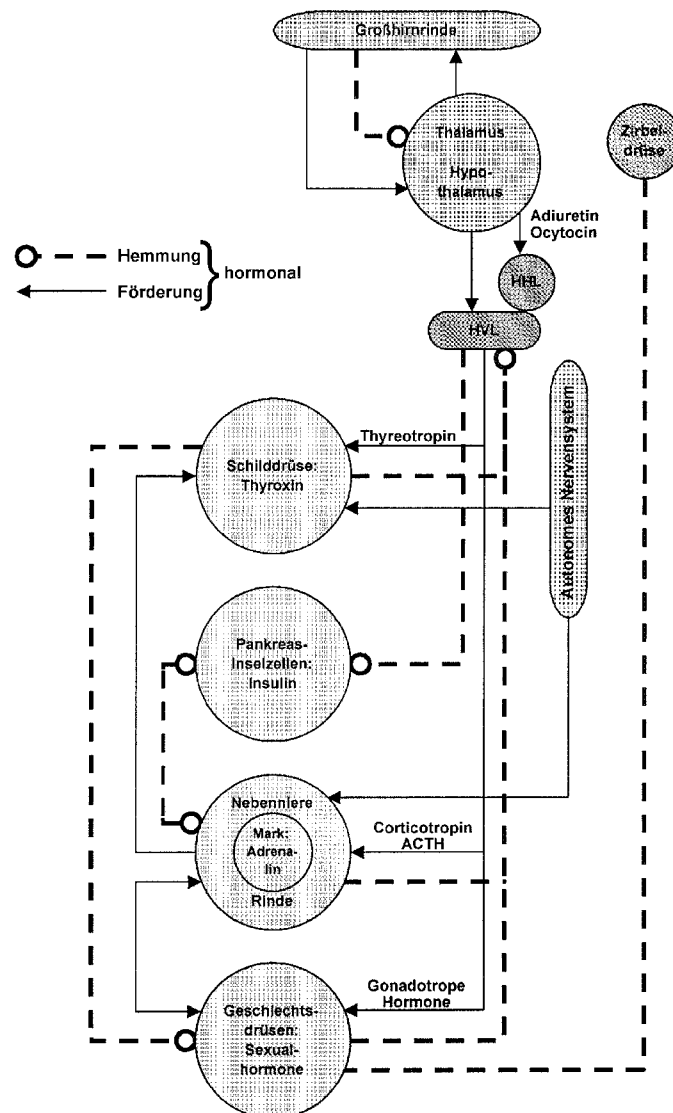 Großhirnrinde
Thalamus
Hypo-
thalamus
Zirbel-
drüse
Adiuretin
Ocytocin
HHL
HVL
Hemmung
Förderung
hormonal
Thyreotropin
Schilddrüse:
Thyroxin
Autonomes Nervensystem
Pankreas-
Inselzellen:
Insulin
Nebenniere
Mark:
Adrena-
lin
Rinde
Corticotropin
ACTH
Gonadotrope
Hormone
Geschlechts-
drüsen:
Sexual-
hormone